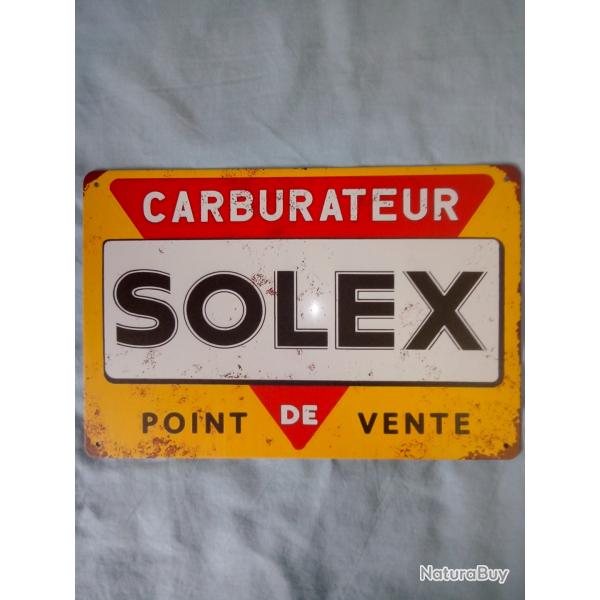 CARBURATEUR
SOLEX
POINT DE VENTE
NaturaBuy